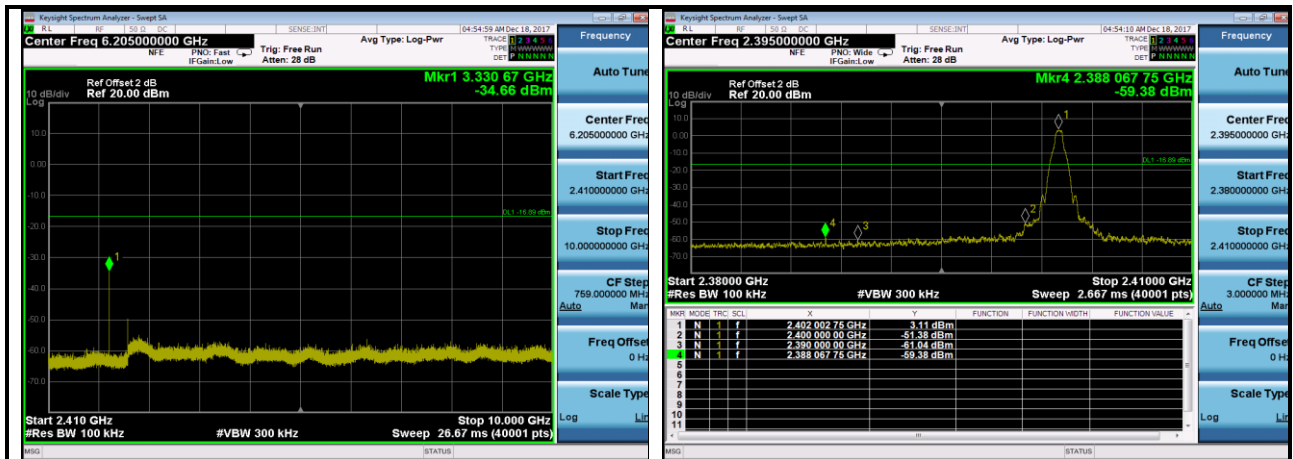 Keysight Spectrum Analyzer - Swept SA
RL RF 50 Ω DC SENSE:INT 04:54:59 AM Dec 18, 2017
Center Freq 6.205000000 GHz
NFE PNO: Fast IFGain:Low
Trig: Free Run
Atten: 28 dB
Avg Type: Log-Pwr
TRACE 1 2 3 4 5 6
TYPE M W W W W W
DET P N N N N N
Mkr1 3.330 67 GHz
-34.66 dBm
Ref Offset 2 dB
10 dB/div Ref 20.00 dBm
Log
10.0
0.00
-10.0
DL1 -16.89 dBm
-20.0
-30.0
1
-40.0
-50.0
-60.0
-70.0
Start 2.410 GHz Stop 10.000 GHz
#Res BW 100 kHz #VBW 300 kHz Sweep 26.67 ms (40001 pts)
MSG STATUS
Frequency
Auto Tune
Center Freq
6.205000000 GHz
Start Freq
2.410000000 GHz
Stop Freq
10.000000000 GHz
CF Step
759.000000 MHz
Auto Man
Freq Offset
0 Hz
Scale Type
Log Lin
Keysight Spectrum Analyzer - Swept SA
RL RF 50 Ω DC SENSE:INT 04:54:10 AM Dec 18, 2017
Center Freq 2.395000000 GHz
NFE PNO: Wide IFGain:Low
Trig: Free Run
Atten: 28 dB
Avg Type: Log-Pwr
TRACE 1 2 3 4 5 6
TYPE M W W W W W
DET P N N N N N
Mkr4 2.388 067 75 GHz
-59.38 dBm
Ref Offset 2 dB
10 dB/div Ref 20.00 dBm
Log
10.0
1
0.00
-10.0
DL1 -16.89 dBm
-20.0
-30.0
-40.0
2
-50.0
4
3
-60.0
-70.0
Start 2.38000 GHz Stop 2.41000 GHz
#Res BW 100 kHz #VBW 300 kHz Sweep 2.667 ms (40001 pts)
MKR MODE TRC SCL X Y FUNCTION FUNCTION WIDTH FUNCTION VALUE
1 N 1 f 2.402 002 75 GHz 3.11 dBm
2 N 1 f 2.400 000 00 GHz -51.38 dBm
3 N 1 f 2.390 000 00 GHz -61.04 dBm
4 N 1 f 2.388 067 75 GHz -59.38 dBm
5
6
7
8
9
10
11
MSG STATUS
Frequency
Auto Tune
Center Freq
2.395000000 GHz
Start Freq
2.380000000 GHz
Stop Freq
2.410000000 GHz
CF Step
3.000000 MHz
Auto Man
Freq Offset
0 Hz
Scale Type
Log Lin